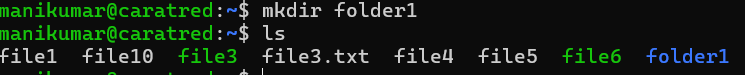 manikumar@caratred:~$ mkdir folder1
manikumar@caratred:~$ ls
file1  file10  file3  file3.txt  file4  file5  file6  folder1
manikumar@caratred:~$